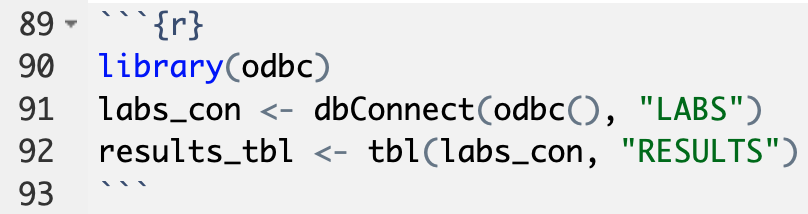 89 ```{r}
90 library(odbc)
91 labs_con <- dbConnect(odbc(), "LABS")
92 results_tbl <- tbl(labs_con, "RESULTS")
93 ```